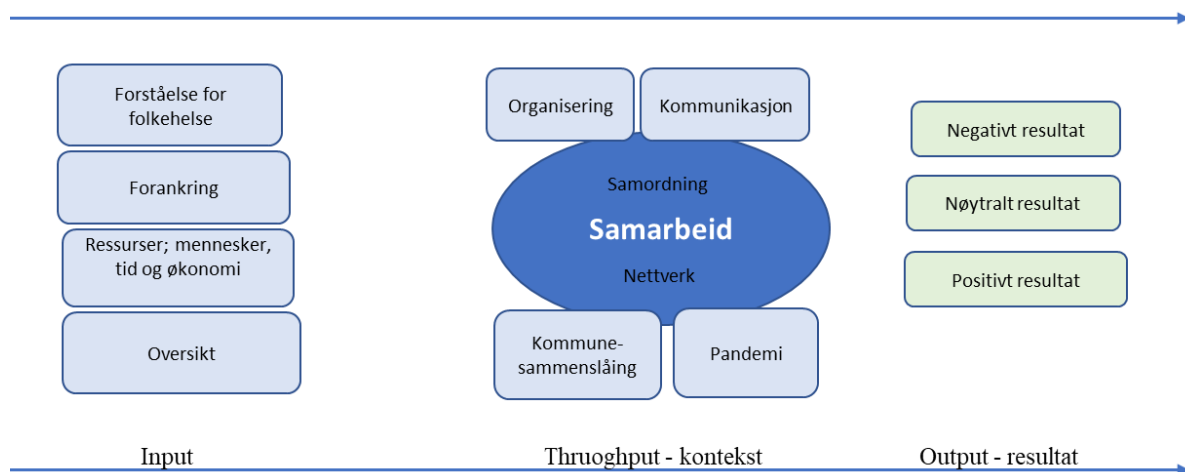 Forståelse for
folkehelse
Forankring
Ressurser; mennesker,
tid og økonomi
Oversikt
Organisering
Kommunikasjon
Samordning
Samarbeid
Nettverk
Kommune-
sammenslåing
Pandemi
Negativt resultat
Nøytralt resultat
Positivt resultat
Input
Thruoghput - kontekst
Output - resultat